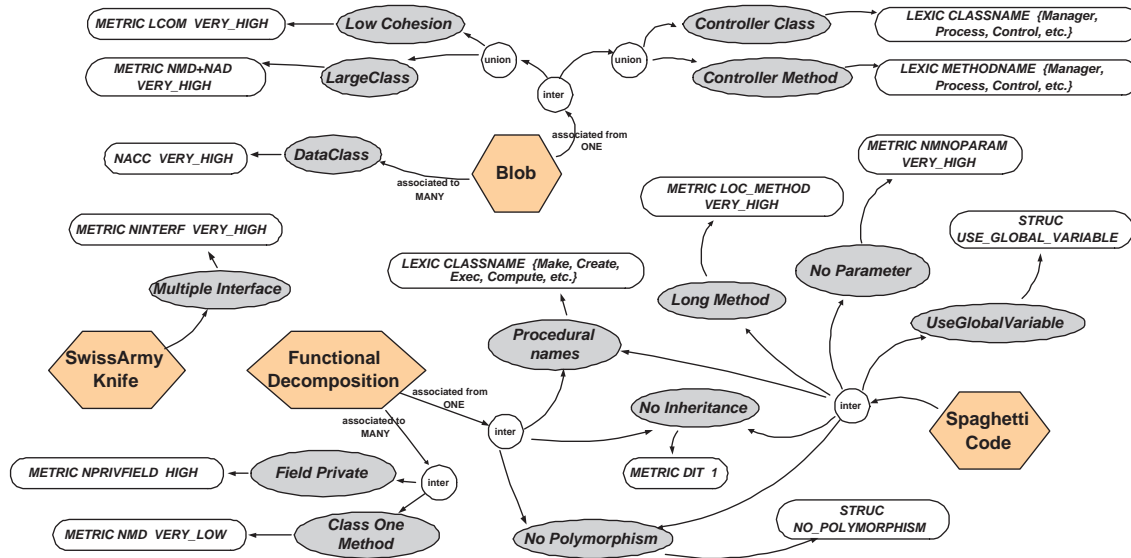 METRIC LCOM VERY_HIGH
Low Cohesion
union
METRIC NMD+NAD
VERY_HIGH
LargeClass
inter
union
Controller Class
LEXIC CLASSNAME {Manager,
Process, Control, etc.}
Controller Method
LEXIC METHODNAME {Manager,
Process, Control, etc.}
associated from
ONE
NACC VERY_HIGH
DataClass
associated to
MANY
Blob
METRIC NMNOPARAM
VERY_HIGH
METRIC LOC_METHOD
VERY_HIGH
STRUC
USE_GLOBAL_VARIABLE
METRIC NINTERF VERY_HIGH
Multiple Interface
LEXIC CLASSNAME {Make, Create,
Exec, Compute, etc.}
No Parameter
Long Method
UseGlobalVariable
SwissArmy
Knife
Functional
Decomposition
Procedural
names
associated from
ONE
associated to
MANY
inter
No Inheritance
inter
Spaghetti
Code
METRIC DIT 1
METRIC NPRIVFIELD HIGH
Field Private
inter
METRIC NMD VERY_LOW
Class One
Method
No Polymorphism
STRUC
NO_POLYMORPHISM